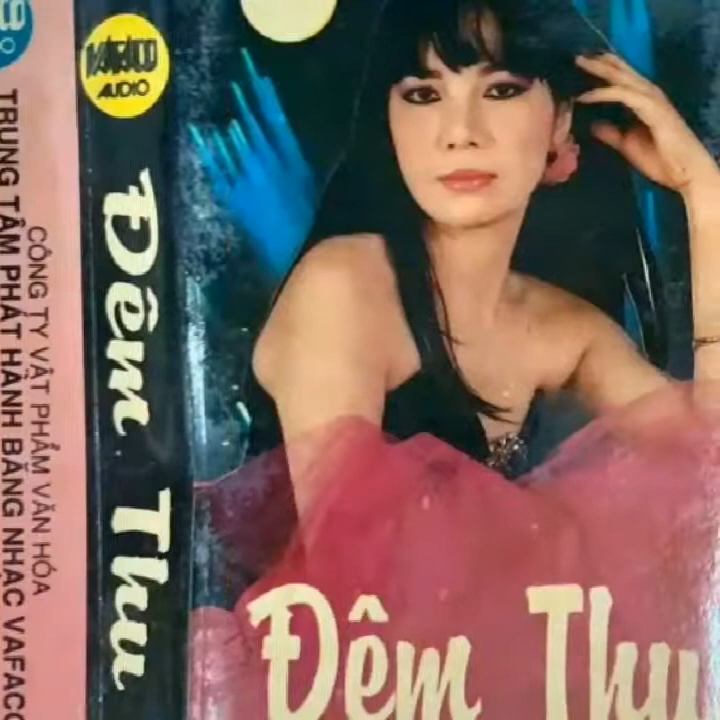 VAFACO
AUDIO
CÔNG TY VẬT PHẨM VĂN HÓA
TRUNG TÂM PHÁT HÀNH BĂNG NHẠC VAFACO
Đêm Thu
Đêm Thu